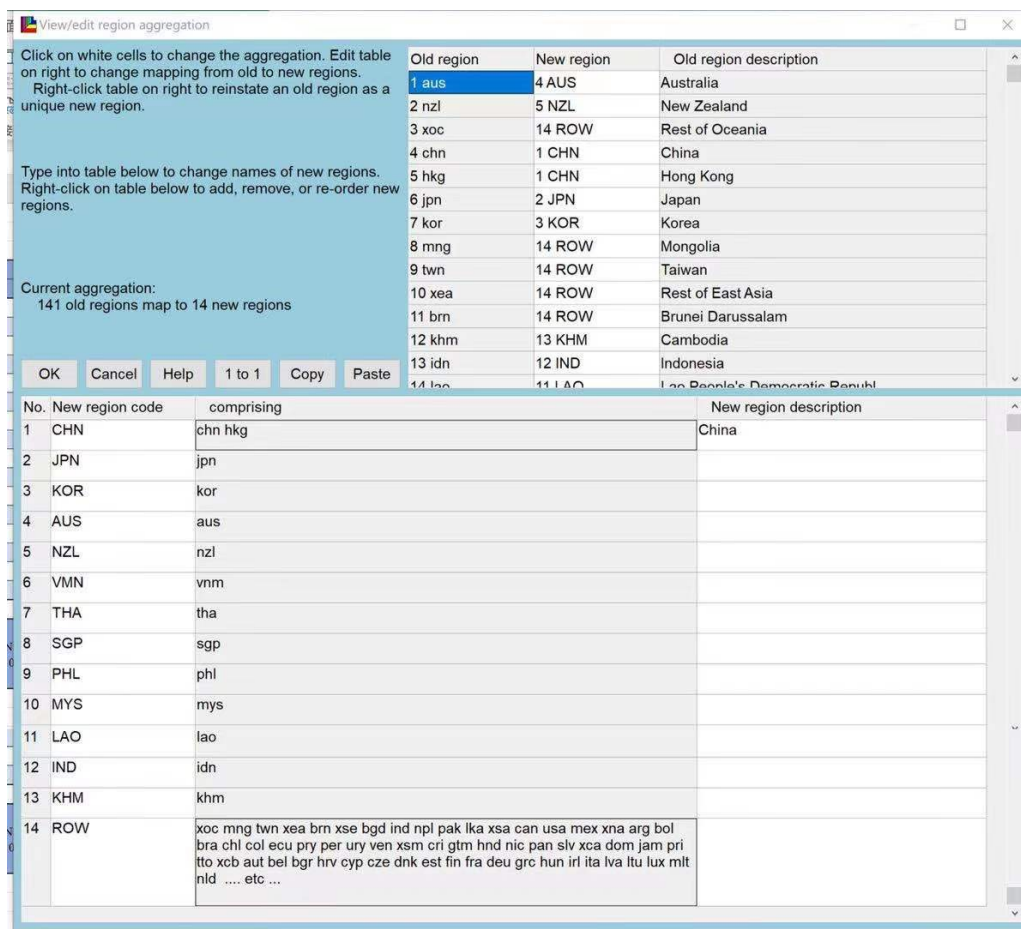 View/edit region aggregation
Click on white cells to change the aggregation. Edit table
on right to change mapping from old to new regions.
Right-click table on right to reinstate an old region as a
unique new region.
Type into table below to change names of new regions.
Right-click on table below to add, remove, or re-order new
regions.
Current aggregation:
141 old regions map to 14 new regions
OK Cancel Help 1 to 1 Copy Paste
Old region New region Old region description
1 aus 4 AUS Australia
2 nzl 5 NZL New Zealand
3 xoc 14 ROW Rest of Oceania
4 chn 1 CHN China
5 hkg 1 CHN Hong Kong
6 jpn 2 JPN Japan
7 kor 3 KOR Korea
8 mng 14 ROW Mongolia
9 twn 14 ROW Taiwan
10 xea 14 ROW Rest of East Asia
11 brn 14 ROW Brunei Darussalam
12 khm 13 KHM Cambodia
13 idn 12 IND Indonesia
14 lao 11 LAO Lao People's Democratic Republ
No. New region code comprising New region description
1 CHN chn hkg China
2 JPN jpn
3 KOR kor
4 AUS aus
5 NZL nzl
6 VMN vnm
7 THA tha
8 SGP sgp
9 PHL phl
10 MYS mys
11 LAO lao
12 IND idn
13 KHM khm
14 ROW xoc mng twn xea brn xse bgd ind npl pak lka xsa can usa mex xna arg bol
bra chl col ecu pry per ury ven xsm cri gtm hnd nic pan slv xca dom jam pri
tto xcb aut bel bgr hrv cyp cze dnk est fin fra deu grc hun irl ita lva ltu lux mlt
nld .... etc ...